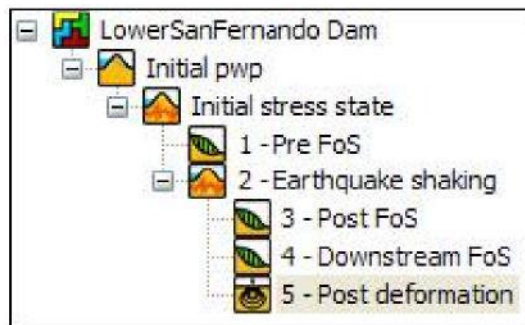 LowerSanFernando Dam
Initial pwp
Initial stress state
1 - Pre FoS
2 - Earthquake shaking
3 - Post FoS
4 - Downstream FoS
5 - Post deformation